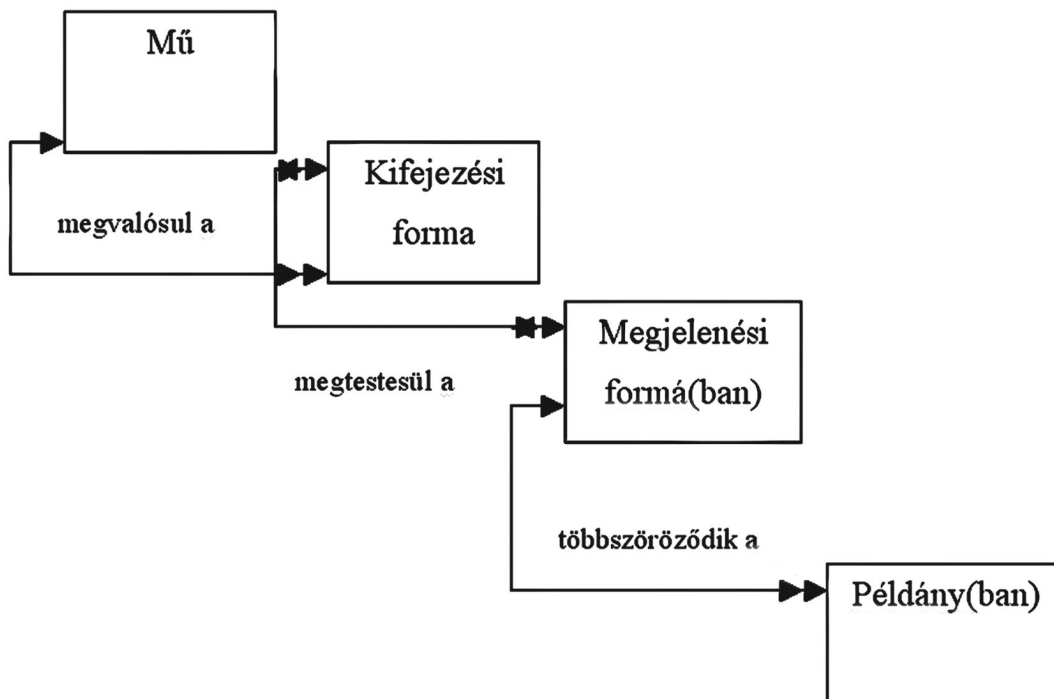 Mű
Kifejezési
forma
megvalósul a
Megjelenési
formá(ban)
megtestesül a
többszöröződik a
Példány(ban)